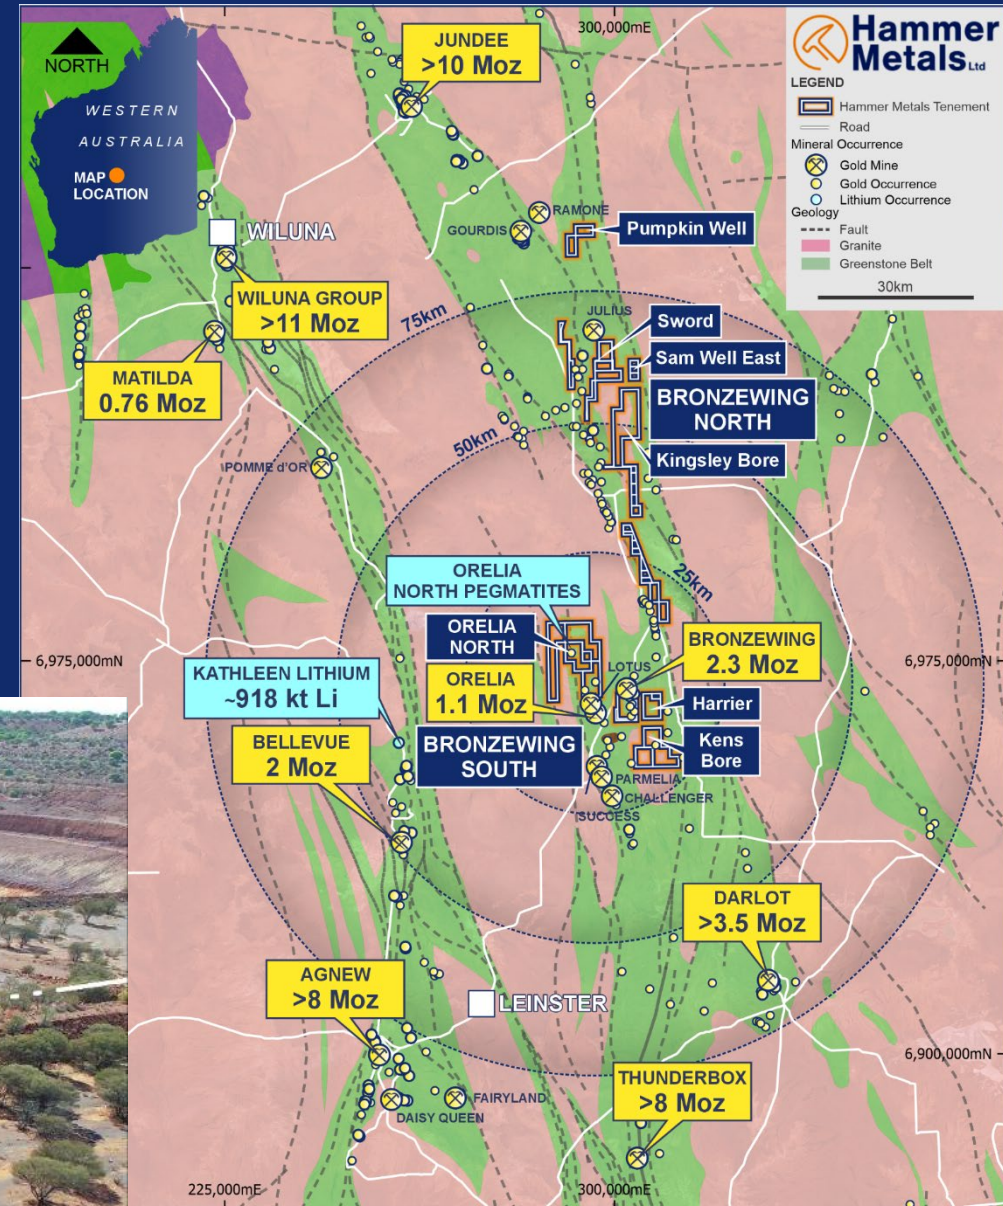 NORTH
WESTERN
AUSTRALIA
MAP
LOCATION
300,000mE
Hammer
Metals Ltd
LEGEND
Hammer Metals Tenement
Road
Mineral Occurrence
Gold Mine
Gold Occurrence
Lithium Occurrence
Geology
Fault
Granite
Greenstone Belt
30km
JUNDEE
>10 Moz
RAMONE
GOURDIS
Pumpkin Well
WILUNA
WILUNA GROUP
>11 Moz
75km
JULIUS
Sword
Sam Well East
MATILDA
0.76 Moz
BRONZEWING
NORTH
50km
Kingsley Bore
POMME d'OR
25km
ORELIA
NORTH PEGMATITES
ORELIA
NORTH
6,975,000mN
6,975,000mN
KATHLEEN LITHIUM
~918 kt Li
LOTUS
BRONZEWING
2.3 Moz
ORELIA
1.1 Moz
Harrier
BELLEVUE
2 Moz
BRONZEWING
SOUTH
Kens
Bore
PARMELIA
CHALLENGER
SUCCESS
DARLOT
>3.5 Moz
AGNEW
>8 Moz
LEINSTER
6,900,000mN
THUNDERBOX
>8 Moz
FAIRYLAND
DAISY QUEEN
225,000mE
300,000mE